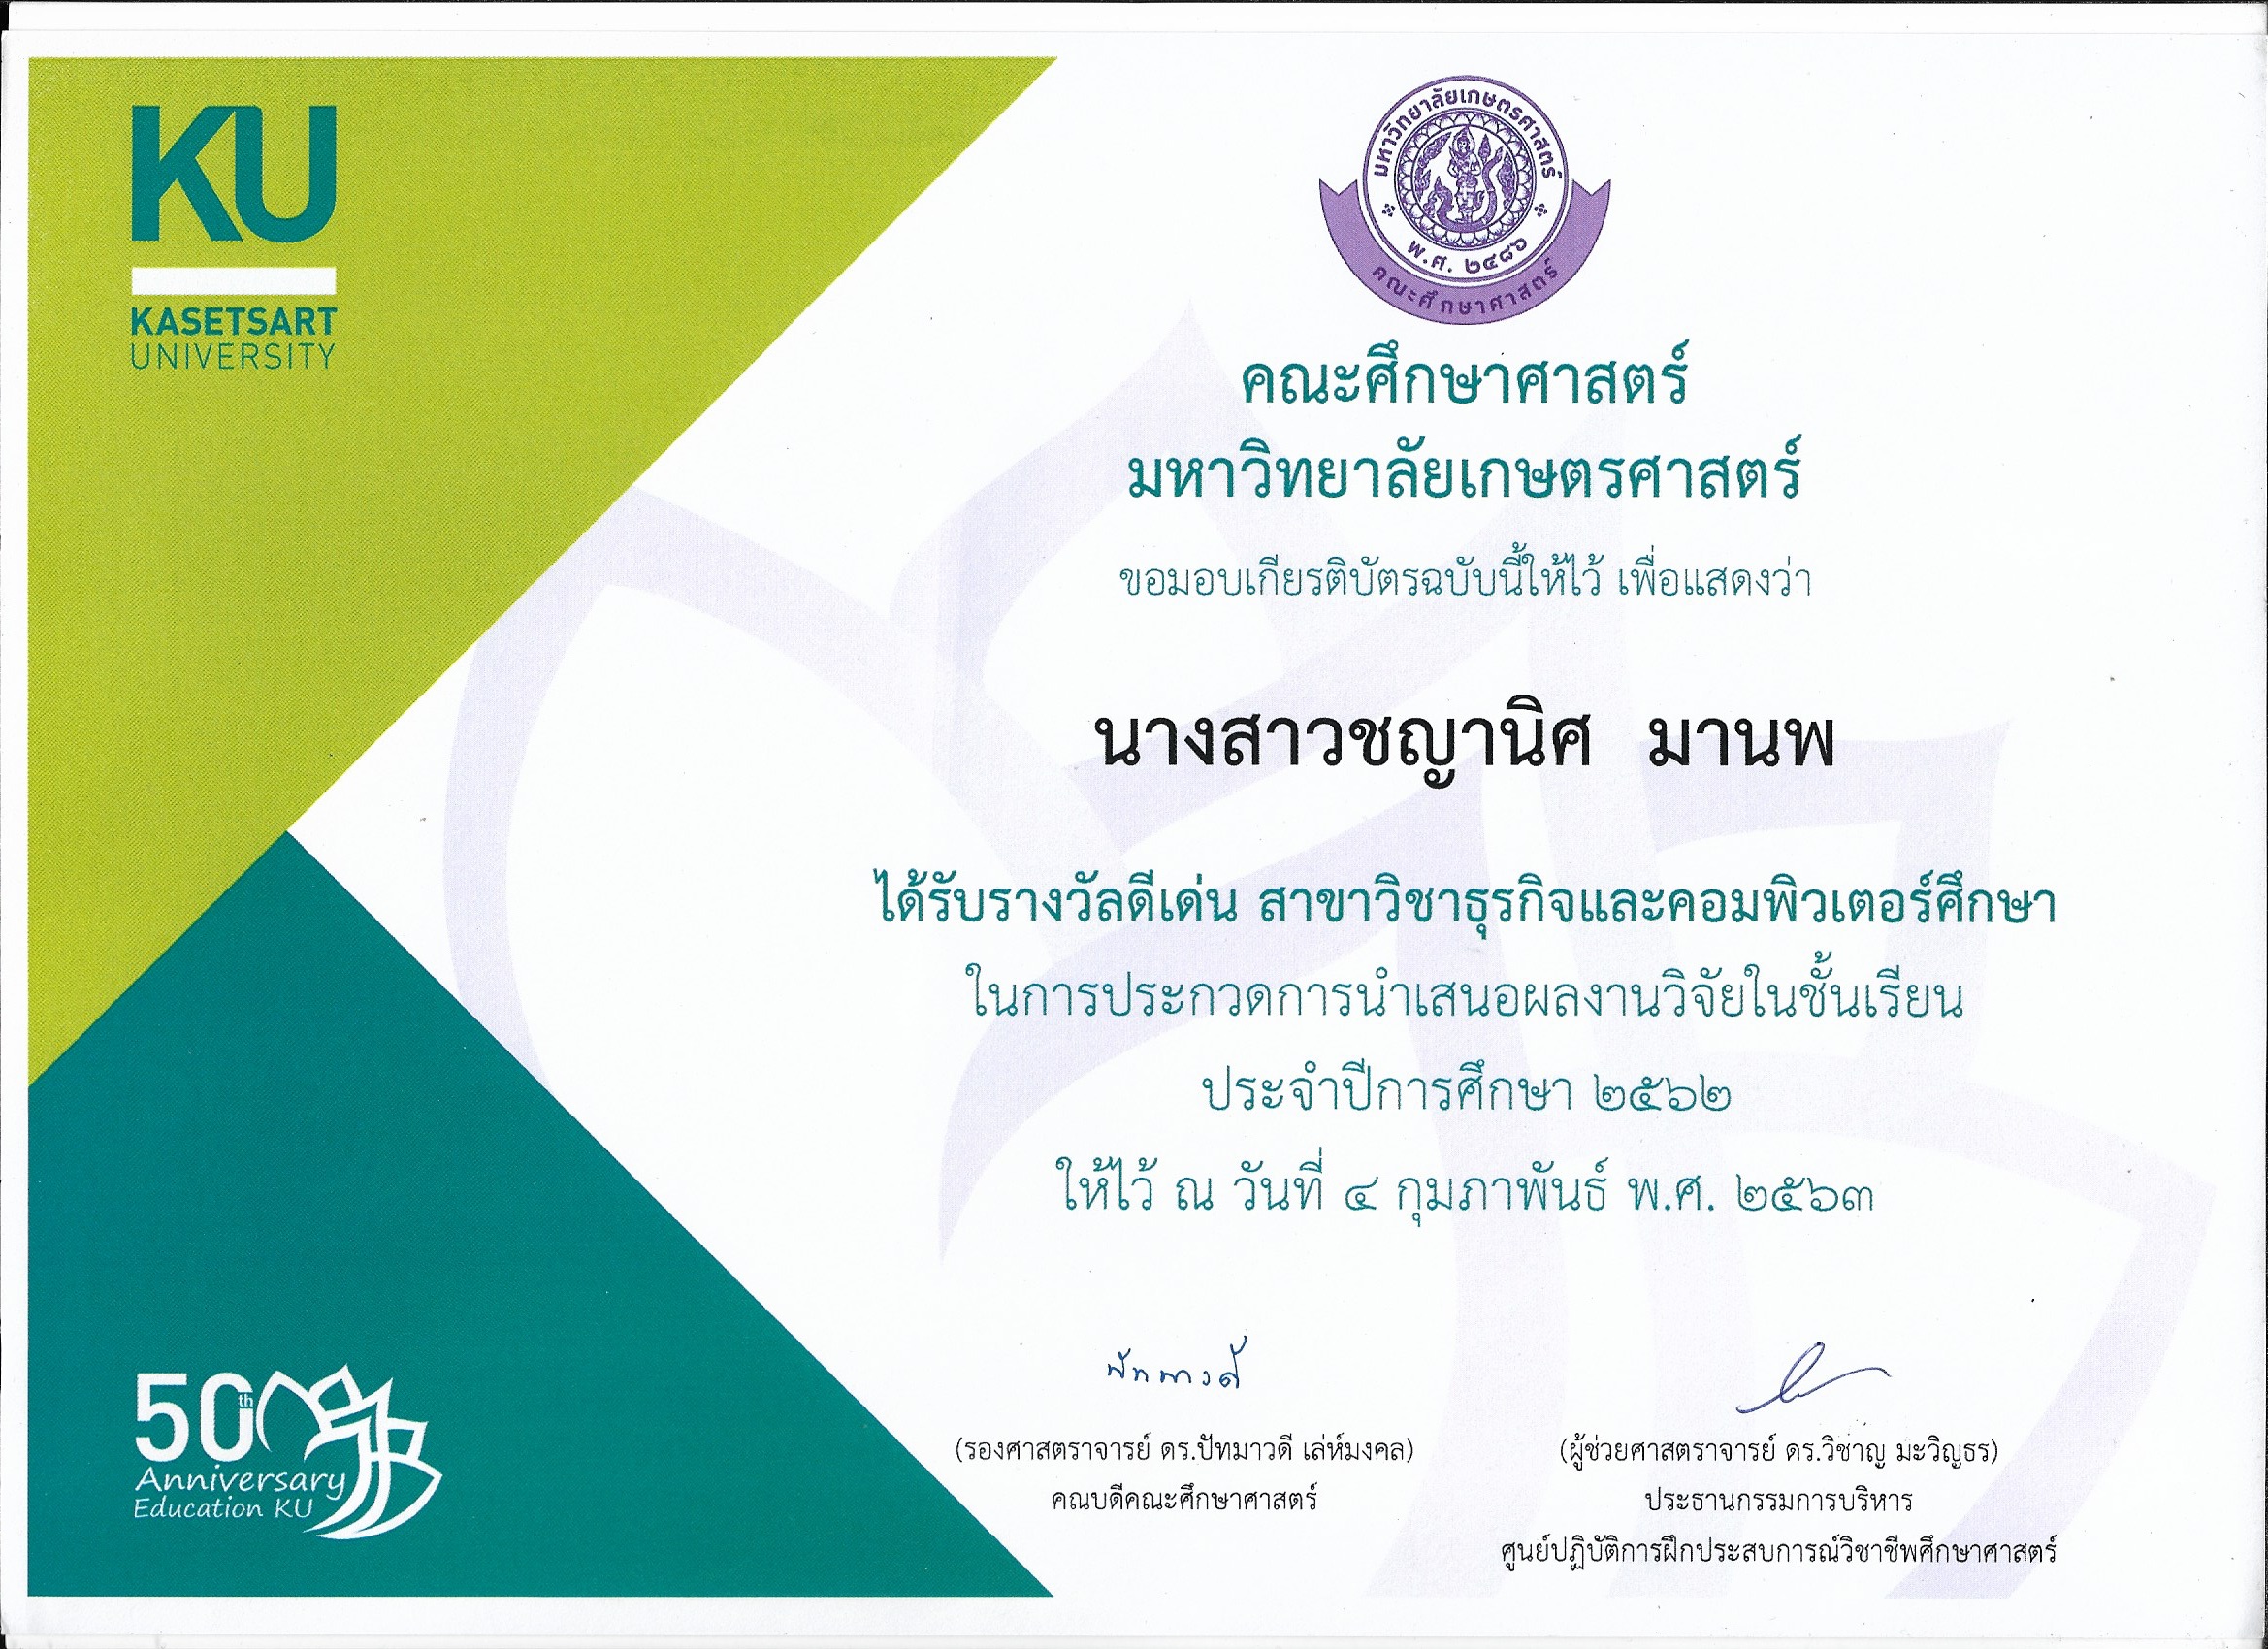 KU
KASETSART
UNIVERSITY
มหาวิทยาลัยเกษตรศาสตร์
พ.ศ. ๒๔๘๖
คณะศึกษาศาสตร์
คณะศึกษาศาสตร์
มหาวิทยาลัยเกษตรศาสตร์
ขอมอบเกียรติบัตรฉบับนี้ให้ไว้ เพื่อแสดงว่า
นางสาวชญานิศ มานพ
ได้รับรางวัลดีเด่น สาขาวิชาธุรกิจและคอมพิวเตอร์ศึกษา
ในการประกวดการนำเสนอผลงานวิจัยในชั้นเรียน
ประจำปีการศึกษา ๒๕๖๒
ให้ไว้ ณ วันที่ ๔ กุมภาพันธ์ พ.ศ. ๒๕๖๓
50th
Anniversary
Education KU
(รองศาสตราจารย์ ดร.ปัทมาวดี เล่ห์มงคล)
คณบดีคณะศึกษาศาสตร์
(ผู้ช่วยศาสตราจารย์ ดร.วิชาญ มะวิญธร)
ประธานกรรมการบริหาร
ศูนย์ปฏิบัติการฝึกประสบการณ์วิชาชีพศึกษาศาสตร์